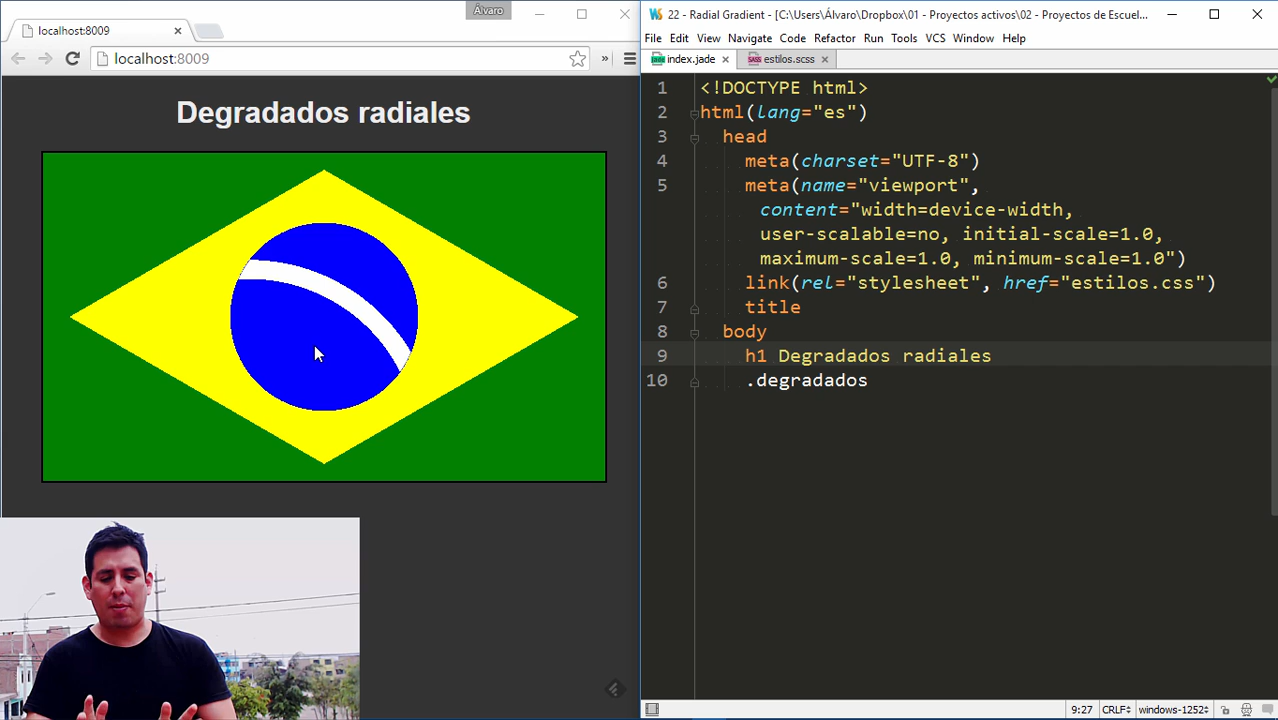 Álvaro
localhost:8009
localhost:8009
»
Degradados radiales
22 - Radial Gradient - [C:\Users\Álvaro\Dropbox\01 - Proyectos activos\02 - Proyectos de Escuel...
File Edit View Navigate Code Refactor Run Tools VCS Window Help
index.jade estilos.scss
1 <!DOCTYPE html>
2 html(lang="es")
3 head
4 meta(charset="UTF-8")
5 meta(name="viewport",
content="width=device-width,
user-scalable=no, initial-scale=1.0,
maximum-scale=1.0, minimum-scale=1.0")
6 link(rel="stylesheet", href="estilos.css")
7 title
8 body
9 h1 Degradados radiales
10 .degradados
9:27 CRLF÷ windows-1252÷